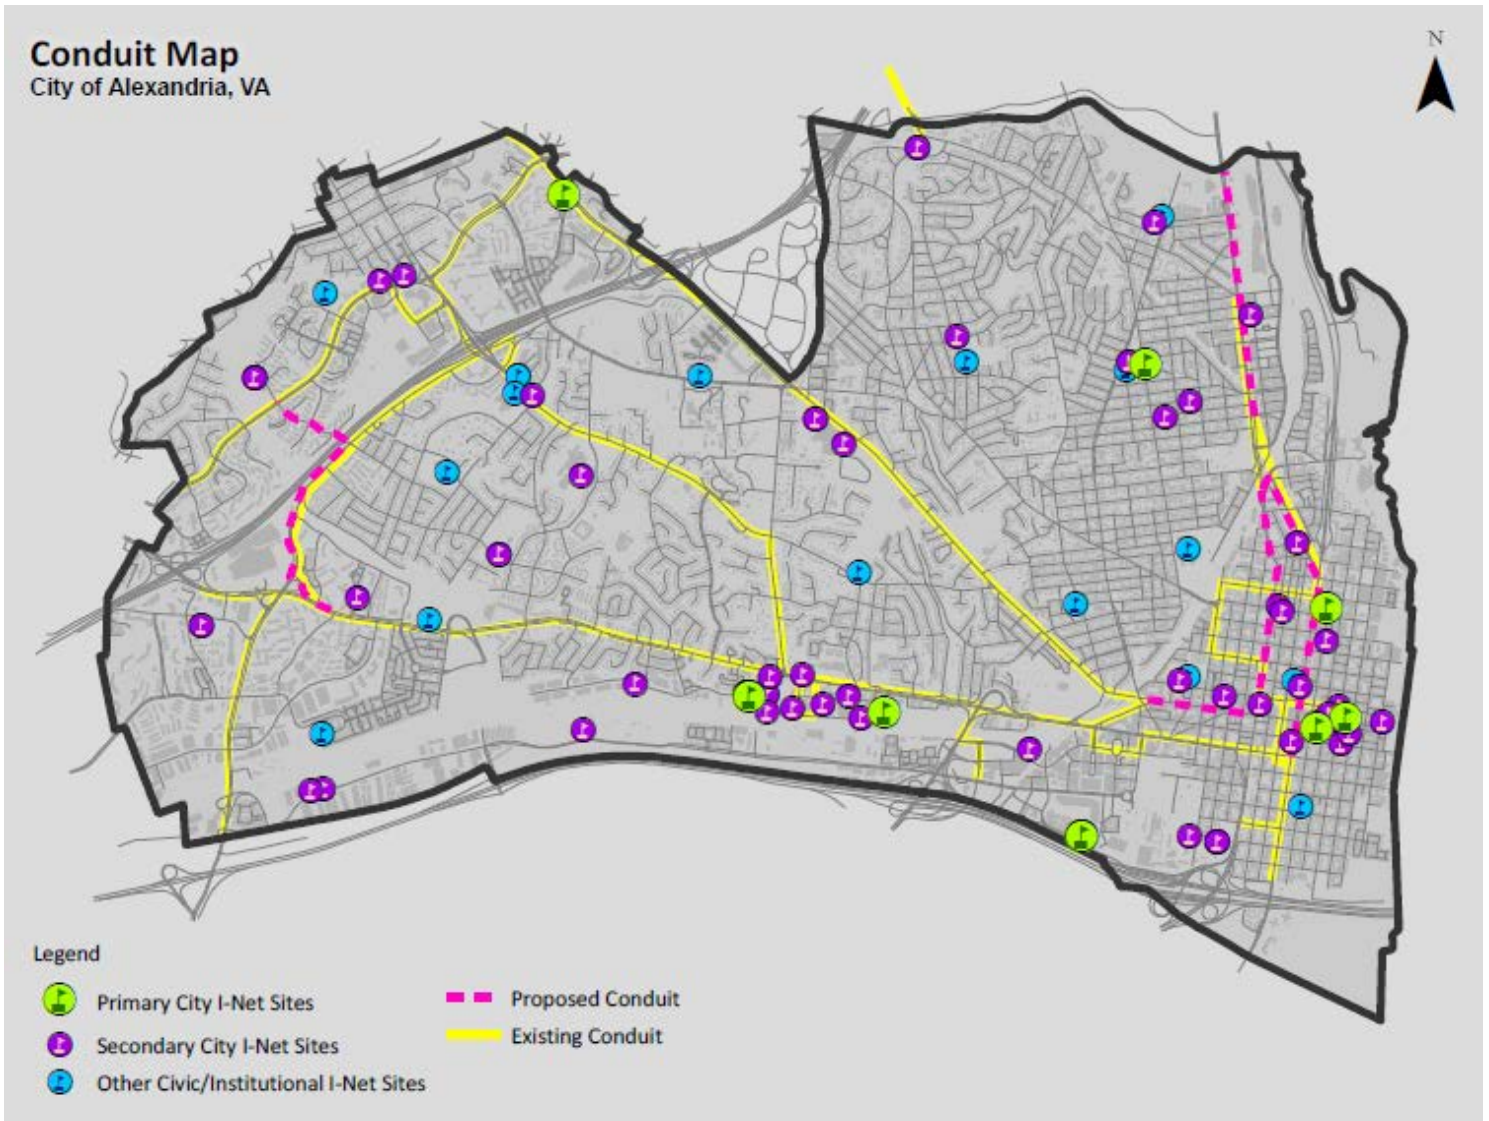 Conduit Map
City of Alexandria, VA
N
Legend
Primary City I-Net Sites
Secondary City I-Net Sites
Other Civic/Institutional I-Net Sites
Proposed Conduit
Existing Conduit